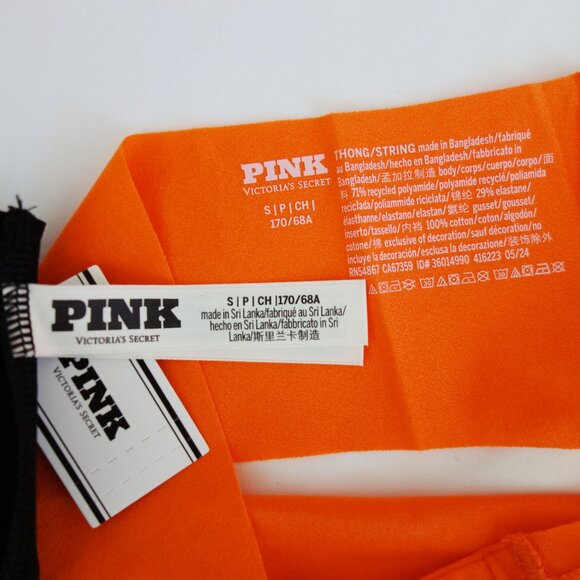 PINK
VICTORIA'S SECRET
S | P | CH |
170/68A
THONG/STRING made in Bangladesh/fabriqué
au Bangladesh/hecho en Bangladesh/fabbricato in
Bangladesh/孟加拉制造 body/corps/cuerpo/corpo/面
料 71% recycled polyamide/polyamide recyclé/poliamida
reciclada/poliammide riciclata/锦纶 29% elastane/
élasthanne/elastano/elastan/氨纶 gusset/gousset/
inserto/tassello/内裆 100% cotton/coton/algodón/
cotone/棉 exclusive of decoration/sauf décoration/no
incluye decoración/esclusa la decorazione/装饰除外
RN54867 CA67359 ID# 36014990 416223 05/24
PINK
VICTORIA'S SECRET
S | P | CH |170/68A
made in Sri Lanka/fabriqué au Sri Lanka/
hecho en Sri Lanka/fabbricato in Sri
Lanka/斯里兰卡制造
PINK
VICTORIA'S SECRET